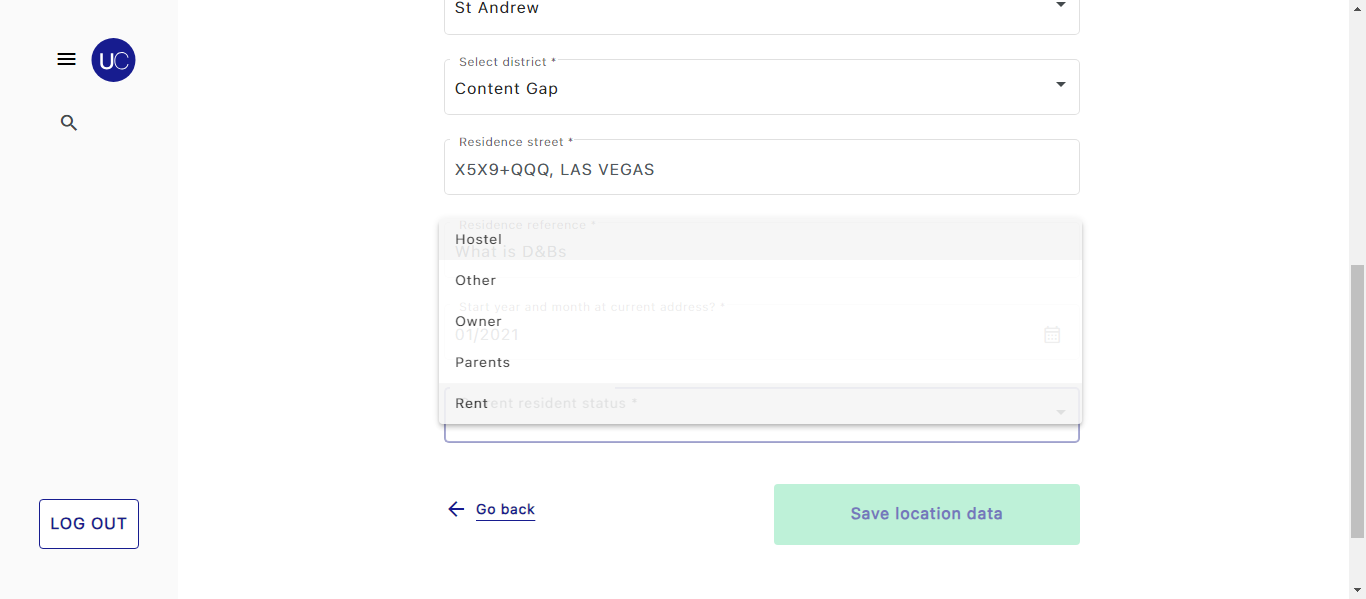 St Andrew
UC
Select district *
Content Gap
Residence street *
X5X9+QQQ, LAS VEGAS
Residence reference *
Hostel
What is D&Bs
Other
Start year and month at current address? *
Owner
01/2021
Parents
Rent
Current resident status *
LOG OUT
Go back
Save location data